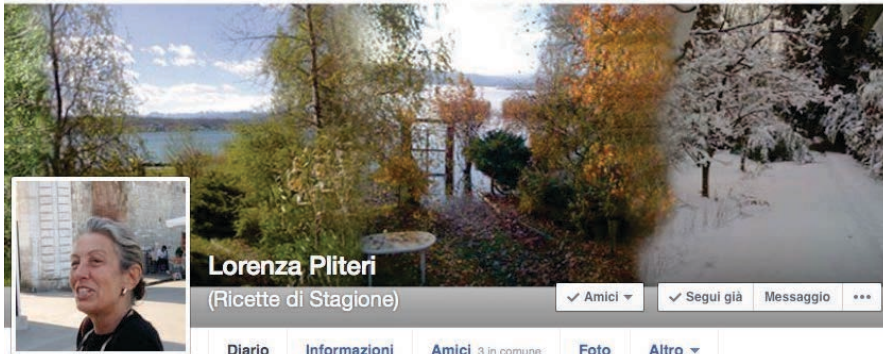 Lorenza Pliteri
(Ricette di Stagione)
✓ Amici ▼
✓ Segui già Messaggio •••
Diario Informazioni Amici 3 in comune Foto Altro ▼